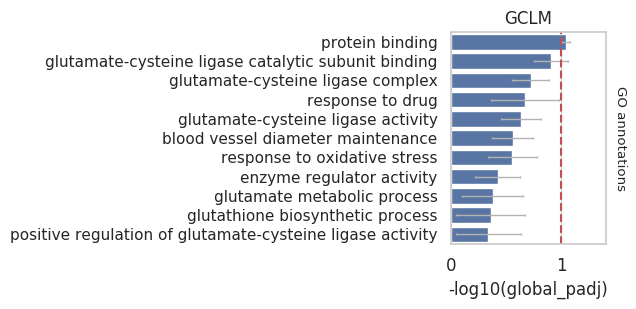 GCLM
protein binding
glutamate-cysteine ligase catalytic subunit binding
glutamate-cysteine ligase complex
response to drug
glutamate-cysteine ligase activity
blood vessel diameter maintenance
response to oxidative stress
enzyme regulator activity
glutamate metabolic process
glutathione biosynthetic process
positive regulation of glutamate-cysteine ligase activity
GO annotations
0 1
-log10(global_padj)